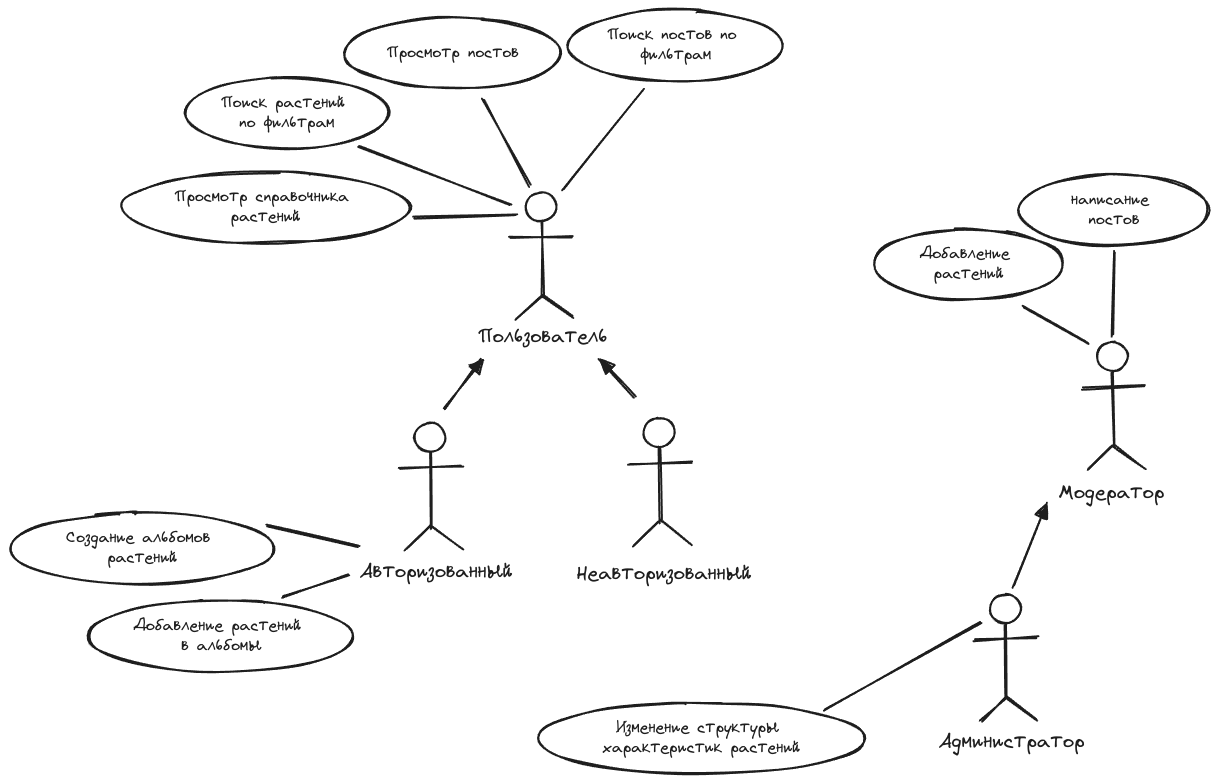 Просмотр постов
Поиск постов по
фильтрам
Поиск растений
по фильтрам
Просмотр справочника
растений
Пользователь
написание
постов
Добавление
растений
Модератор
Авторизованный
Неавторизованный
Создание альбомов
растений
Добавление растений
в альбомы
Изменение структуры
характеристик растений
Администратор